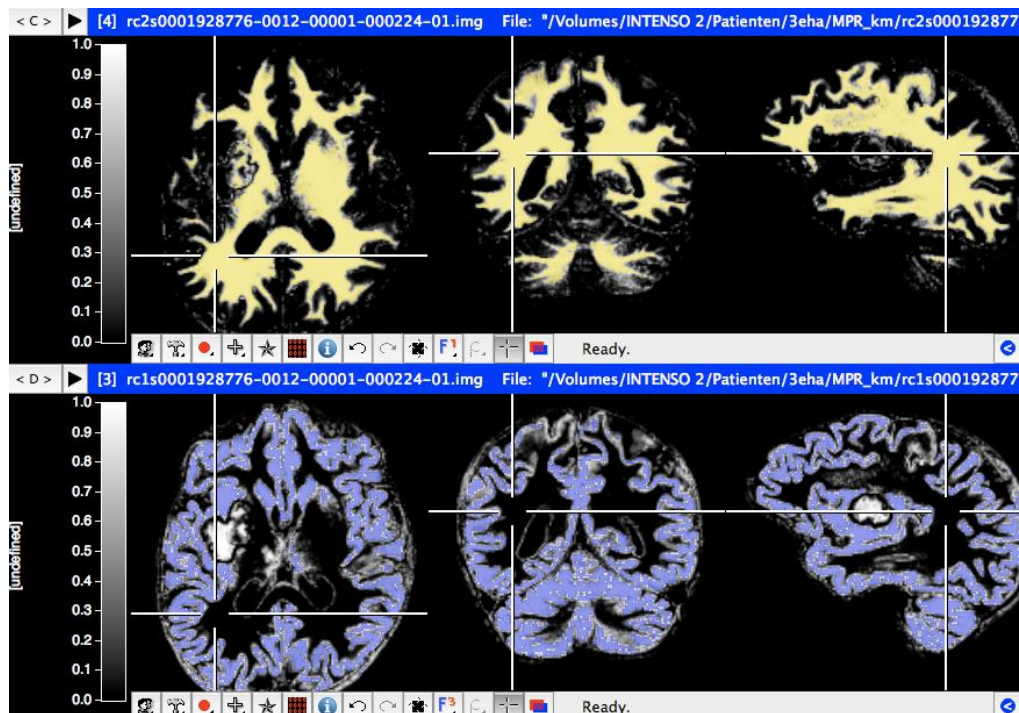 < C > [4] rc2s0001928776-0012-00001-000224-01.img File: "/Volumes/INTENSO 2/Patienten/3eha/MPR_km/rc2s000192877
1.0
0.9
0.8
0.7
0.6
0.5
0.4
0.3
0.2
0.1
0.0
[undefined]
F1
Ready.
< D > [3] rc1s0001928776-0012-00001-000224-01.img File: "/Volumes/INTENSO 2/Patienten/3eha/MPR_km/rc1s000192877
1.0
0.9
0.8
0.7
0.6
0.5
0.4
0.3
0.2
0.1
0.0
[undefined]
F3
Ready.